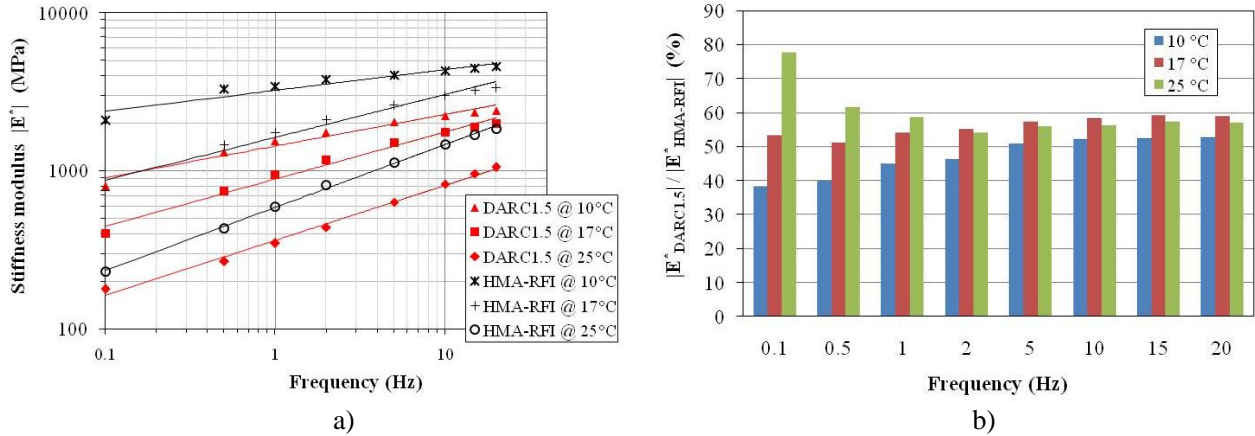 10000
1000
100
0.1
1
10
Stiffness modulus |E*| (MPa)
Frequency (Hz)
DARC1.5 @ 10°C
DARC1.5 @ 17°C
DARC1.5 @ 25°C
HMA-RFI @ 10°C
HMA-RFI @ 17°C
HMA-RFI @ 25°C
a)
90
80
70
60
50
40
30
20
10
0
|E*DARC1.5| / |E*HMA-RFI| (%)
10 °C
17 °C
25 °C
0.1 0.5 1 2 5 10 15 20
Frequency (Hz)
b)